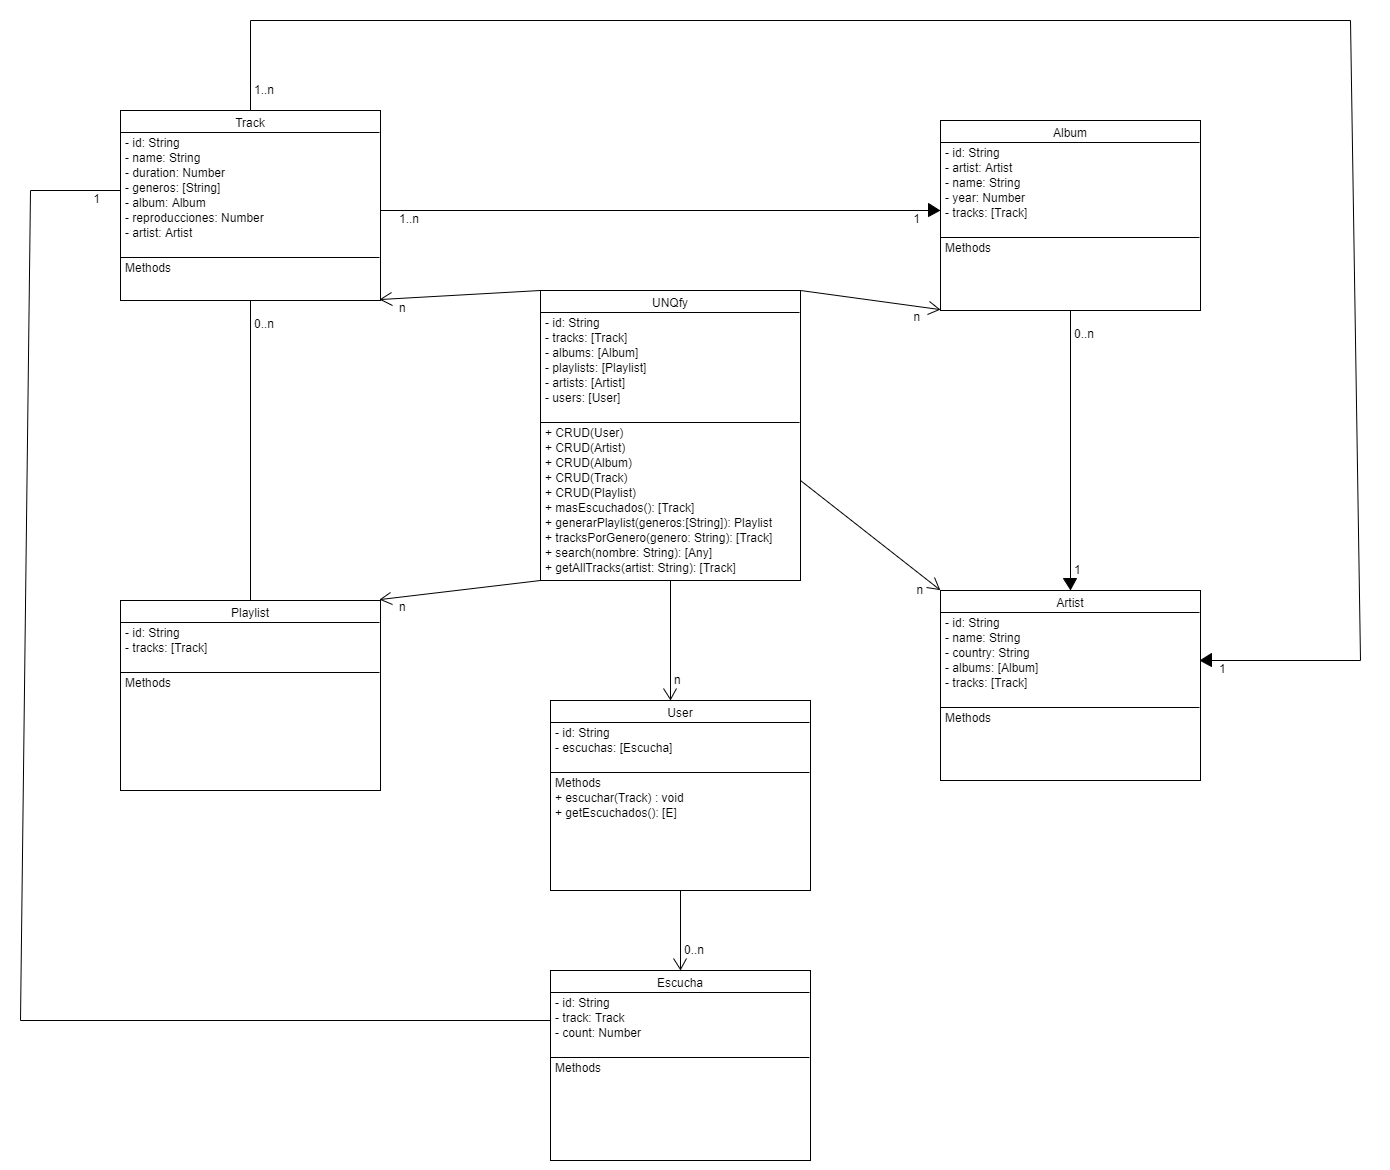 1..n
Track
- id: String
- name: String
- duration: Number
- generos: [String]
- album: Album
- reproducciones: Number
- artist: Artist
Methods
1
1..n
1
Album
- id: String
- artist: Artist
- name: String
- year: Number
- tracks: [Track]
Methods
n
n
0..n
0..n
UNQfy
- id: String
- tracks: [Track]
- albums: [Album]
- playlists: [Playlist]
- artists: [Artist]
- users: [User]
+ CRUD(User)
+ CRUD(Artist)
+ CRUD(Album)
+ CRUD(Track)
+ CRUD(Playlist)
+ masEscuchados(): [Track]
+ generarPlaylist(generos:[String]): Playlist
+ tracksPorGenero(genero: String): [Track]
+ search(nombre: String): [Any]
+ getAllTracks(artist: String): [Track]
n
n
1
Playlist
- id: String
- tracks: [Track]
Methods
Artist
- id: String
- name: String
- country: String
- albums: [Album]
- tracks: [Track]
Methods
1
n
User
- id: String
- escuchas: [Escucha]
Methods
+ escuchar(Track) : void
+ getEscuchados(): [E]
0..n
Escucha
- id: String
- track: Track
- count: Number
Methods